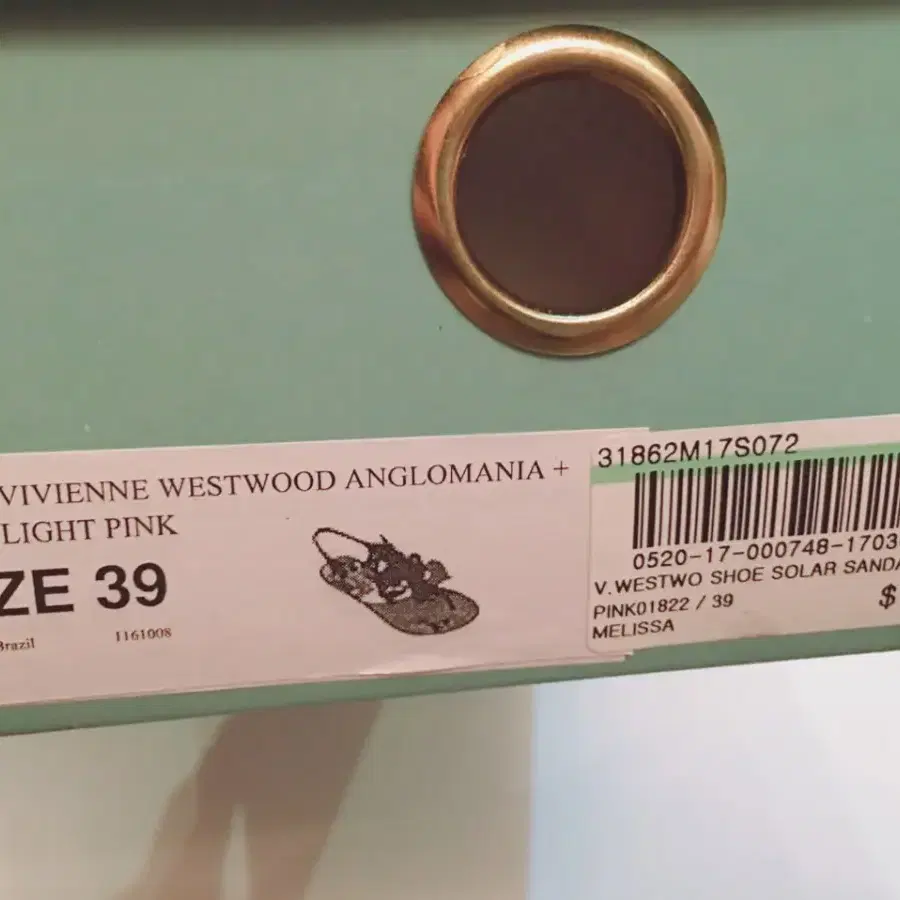 VIVIENNE WESTWOOD ANGLOMANIA +
LIGHT PINK
ZE 39
Brazil 1161008
31862M17S072
0520-17-000748-1703
V.WESTWO SHOE SOLAR SANDA
PINK01822 / 39 $
MELISSA